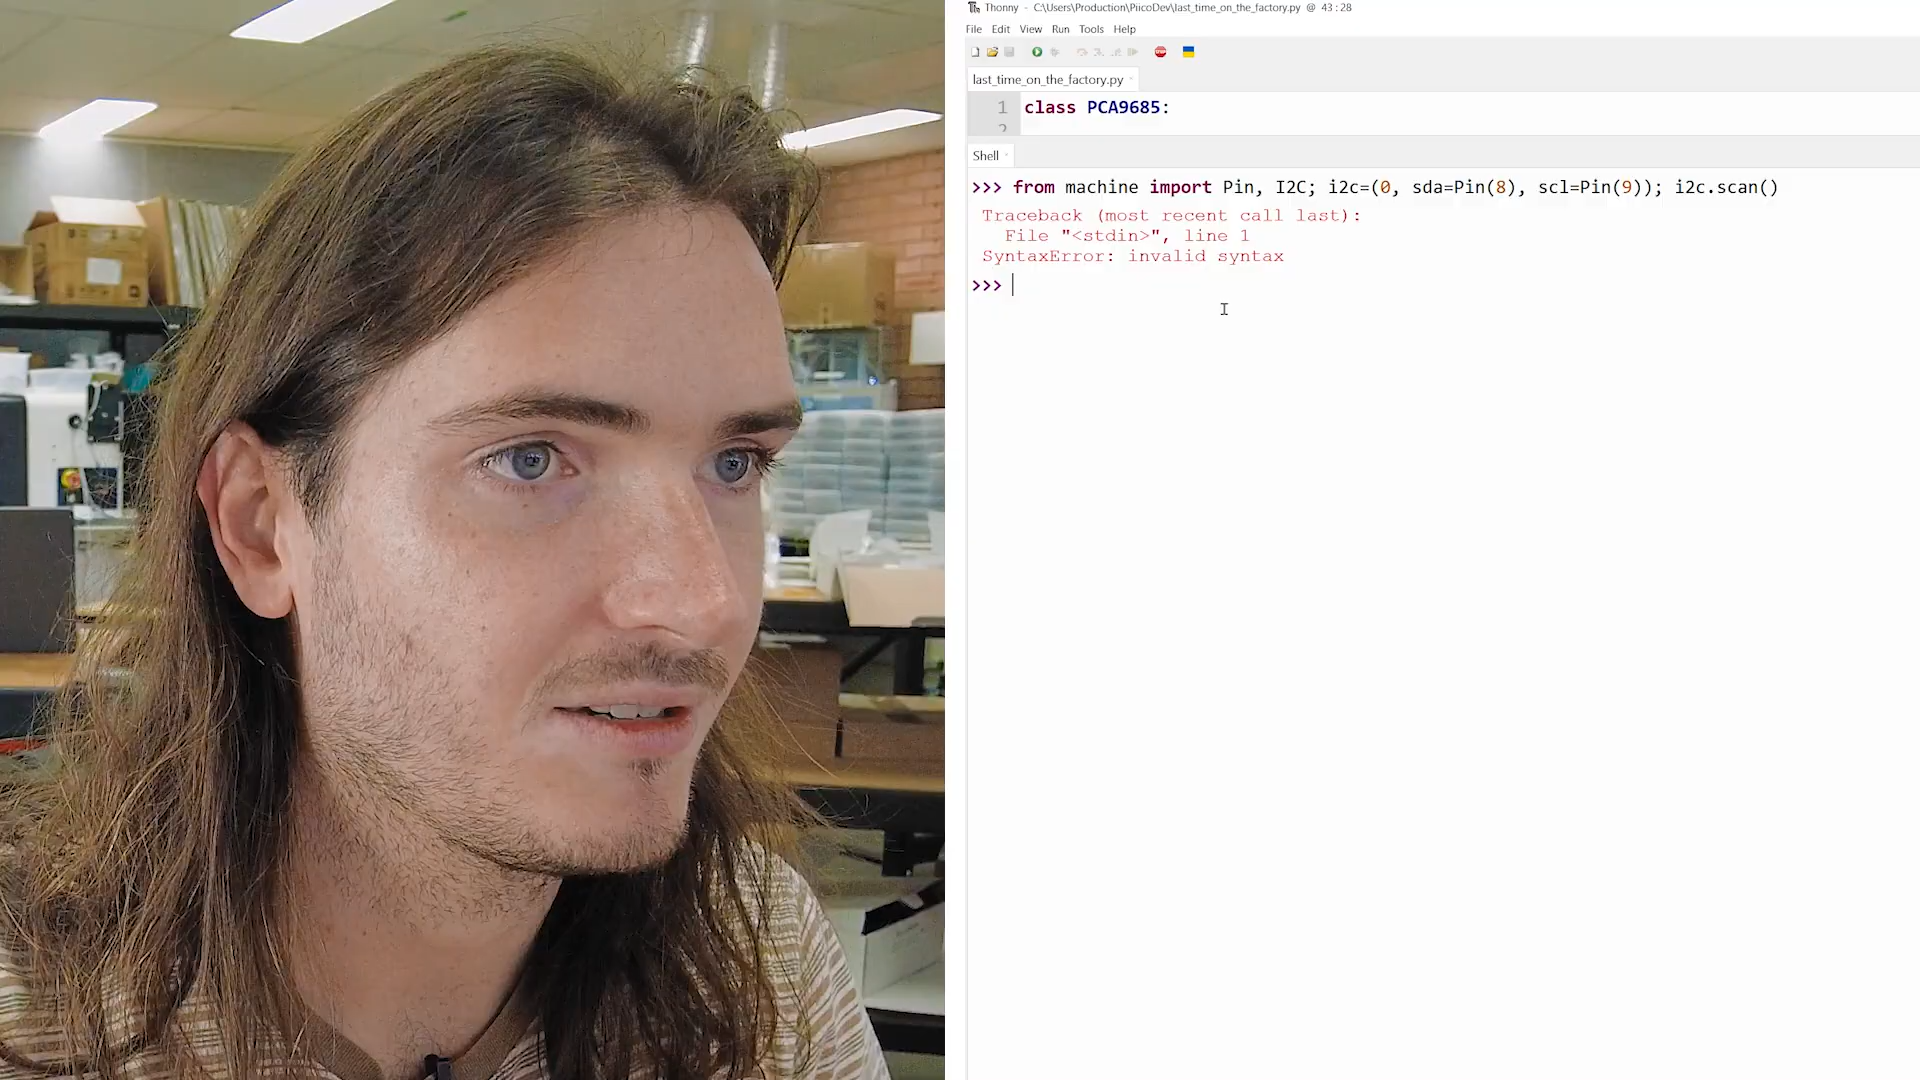 Thonny - C:\Users\Production\PiicoDev\last_time_on_the_factory.py @ 43 : 28
File Edit View Run Tools Help
last_time_on_the_factory.py
1 class PCA9685:
2
Shell
>>> from machine import Pin, I2C; i2c=(0, sda=Pin(8), scl=Pin(9)); i2c.scan()
Traceback (most recent call last):
File "<stdin>", line 1
SyntaxError: invalid syntax
>>>